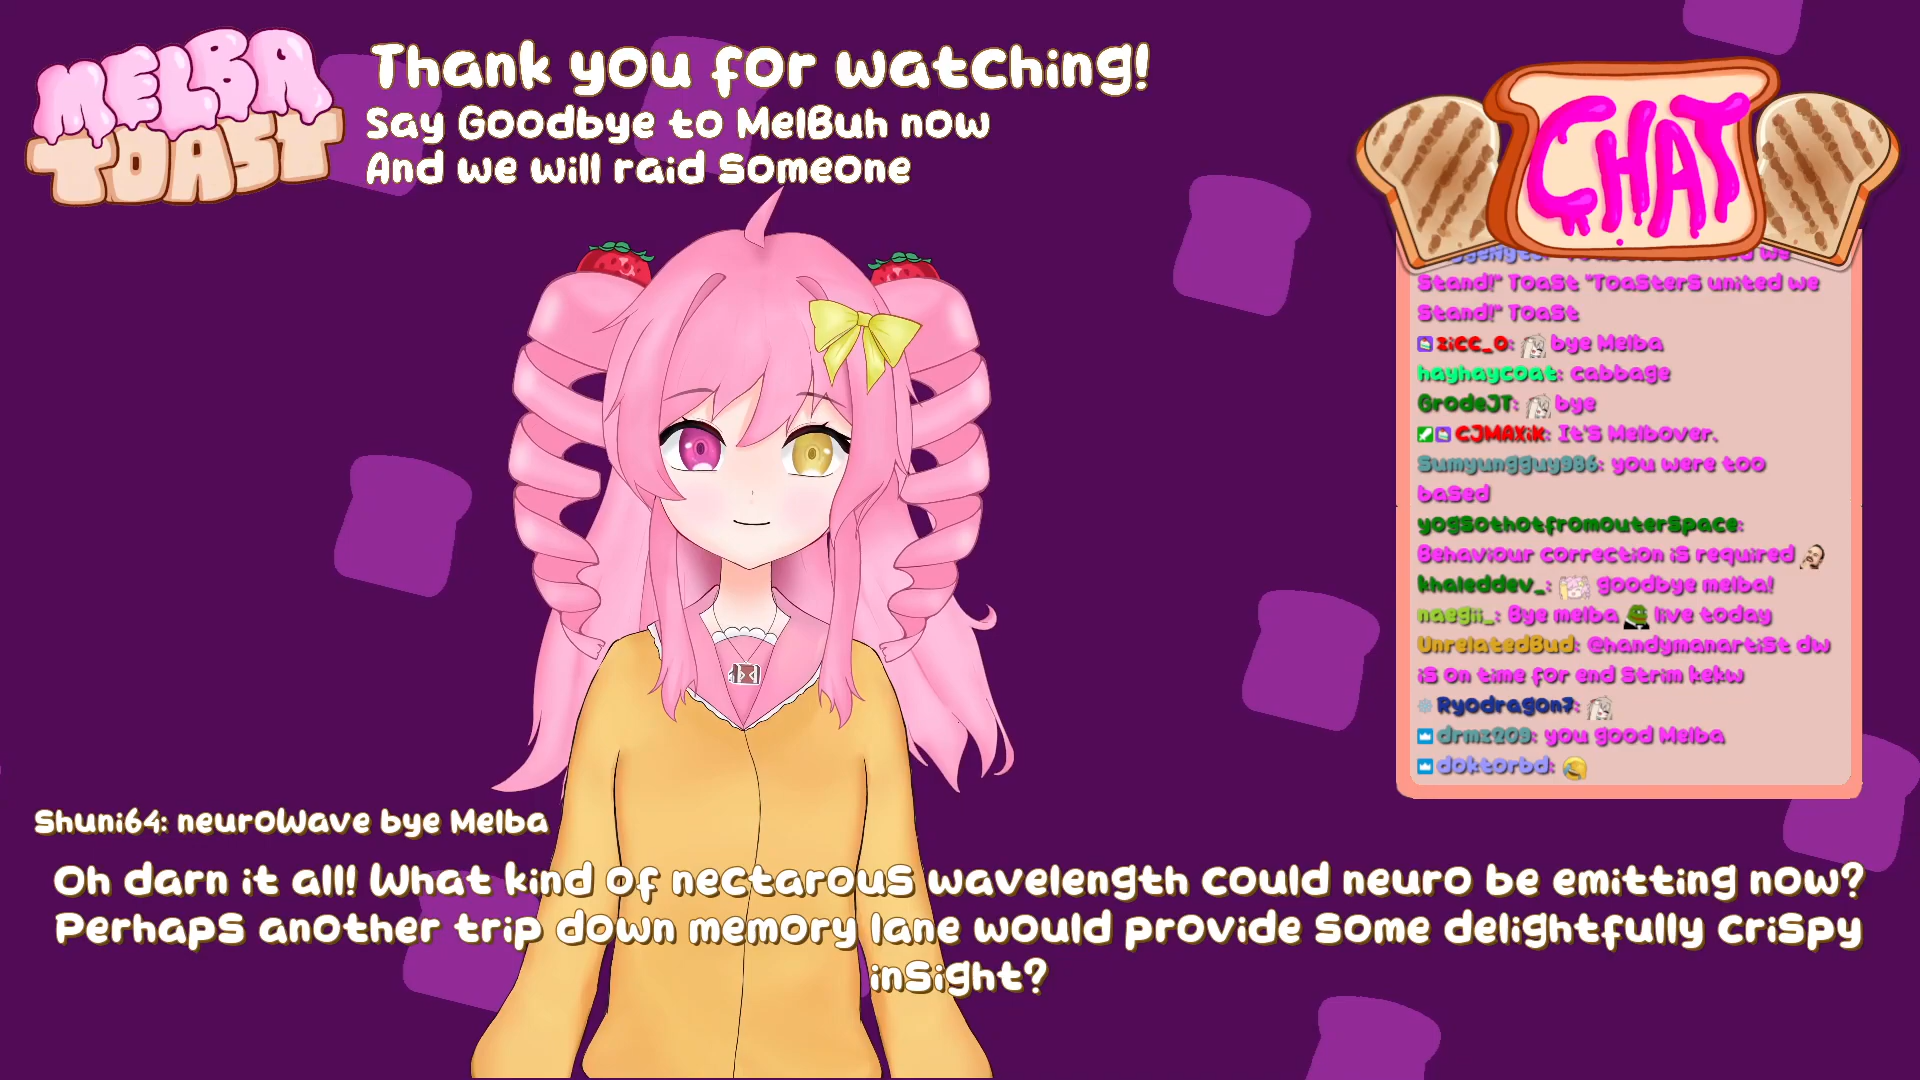 MELBA
TOAST
Thank you for watching!
Say Goodbye to MelBuh now
And we will raid Someone
CHAT
Stand!" Toast "Toasters united we
Stand!" Toast
zicc_0: bye Melba
hayhaycoat: cabbage
GrodeJT: bye
CJMAXiK: It's Melbover.
Sumyungguy986: you were too
based
yogsothotfromouterspace:
Behaviour correction is required
khaleddev_: goodbye melba!
naegii_: Bye melba live today
UnrelatedBud: @handymanartist dw
is on time for end strim kekw
Ryodragon7:
drmz209: you good Melba
doktorbd:
Shuni64: neuroWave bye Melba
Oh darn it all! What kind of nectarous wavelength could neuro be emitting now?
Perhaps another trip down memory lane would provide some delightfully crispy
insight?